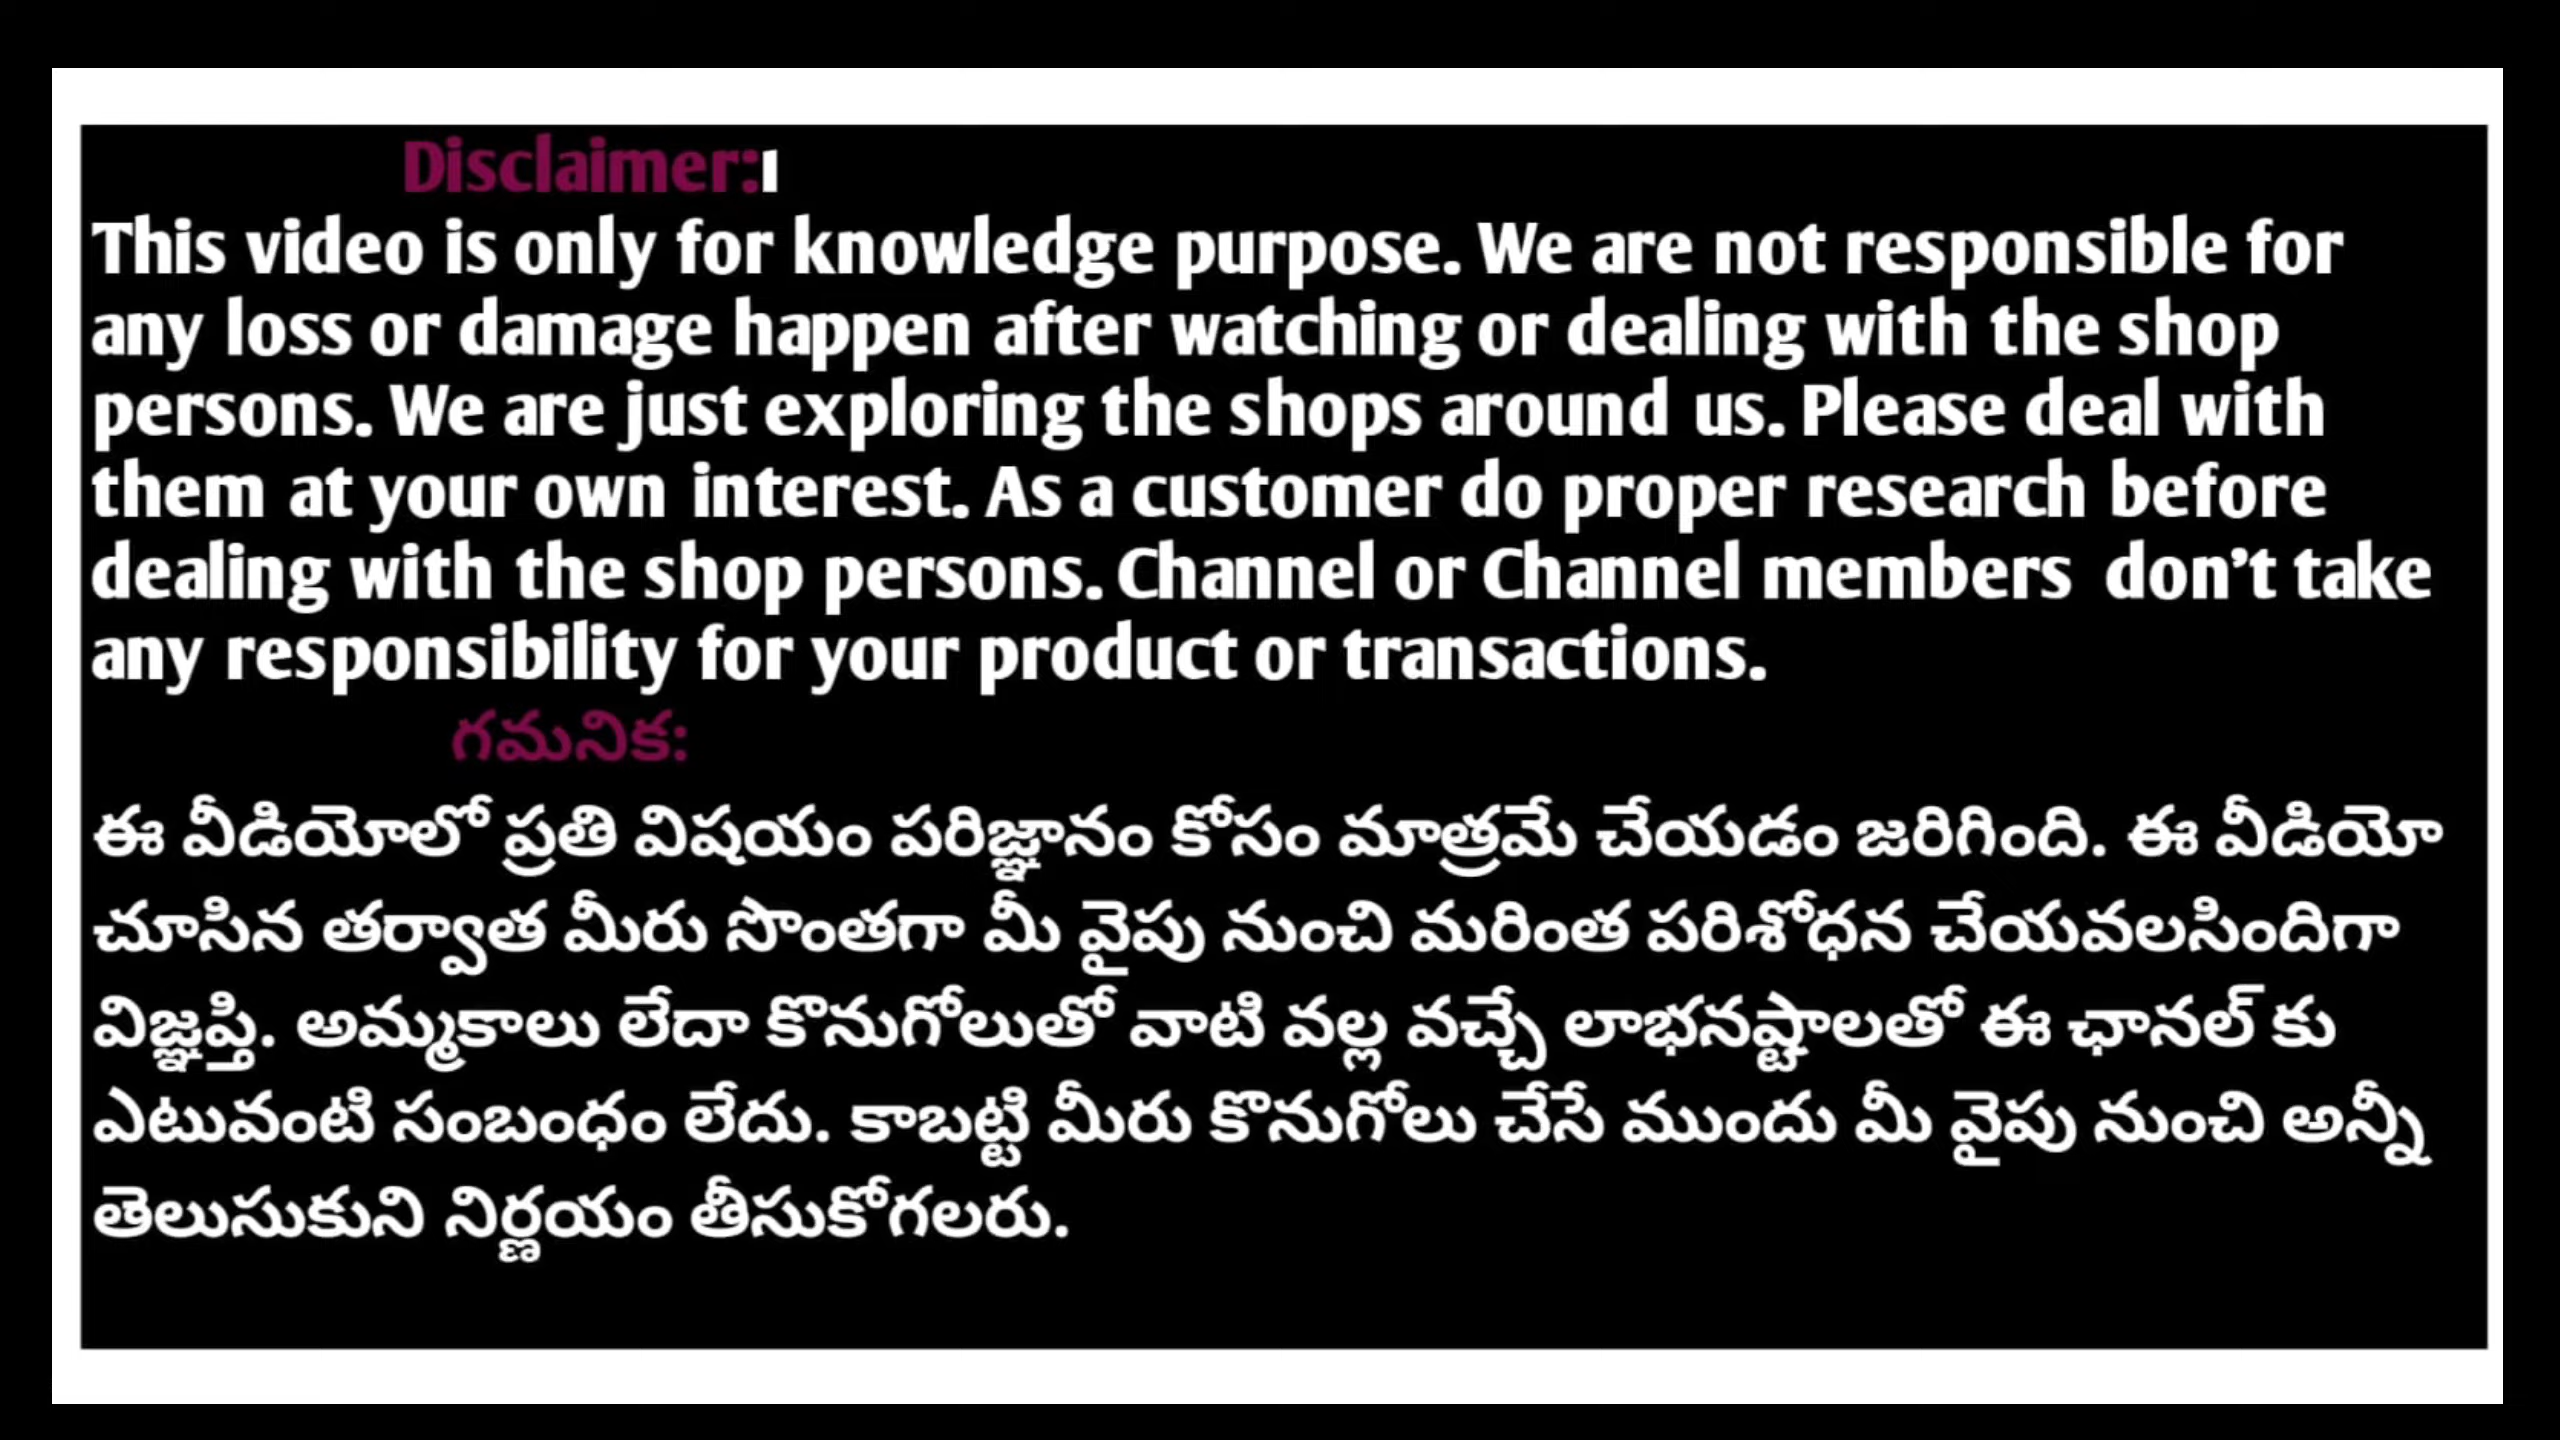 Disclaimer:ı
This video is only for knowledge purpose. We are not responsible for
any loss or damage happen after watching or dealing with the shop
persons. We are just exploring the shops around us. Please deal with
them at your own interest. As a customer do proper research before
dealing with the shop persons. Channel or Channel members don't take
any responsibility for your product or transactions.
గమనిక:
ఈ వీడియోలో ప్రతి విషయం పరిజ్ఞానం కోసం మాత్రమే చేయడం జరిగింది. ఈ వీడియో
చూసిన తర్వాత మీరు సొంతగా మీ వైపు నుంచి మరింత పరిశోధన చేయవలసిందిగా
విజ్ఞప్తి. అమ్మకాలు లేదా కొనుగోలుతో వాటి వల్ల వచ్చే లాభనష్టాలతో ఈ ఛానల్ కు
ఎటువంటి సంబంధం లేదు. కాబట్టి మీరు కొనుగోలు చేసే ముందు మీ వైపు నుంచి అన్నీ
తెలుసుకుని నిర్ణయం తీసుకోగలరు.